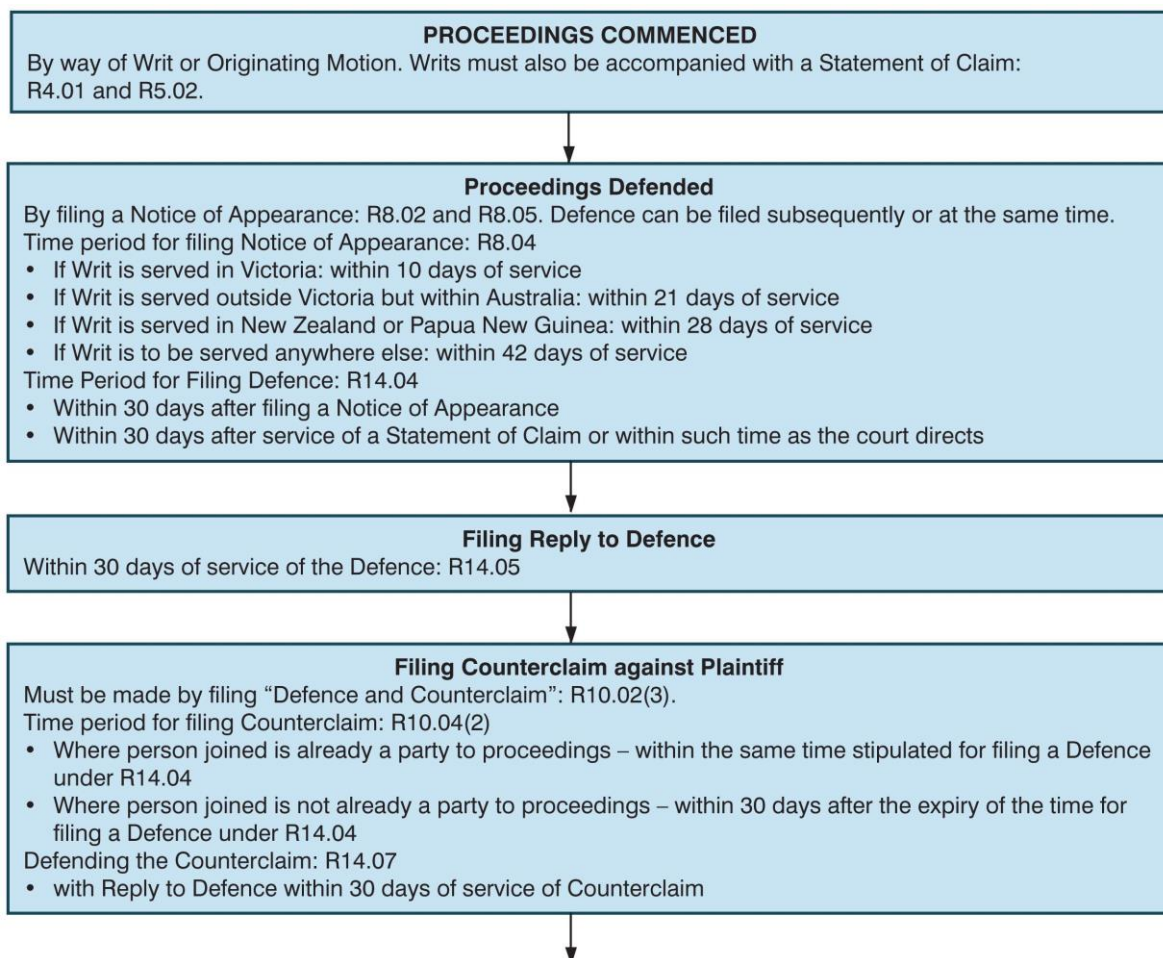 PROCEEDINGS COMMENCED
By way of Writ or Originating Motion. Writs must also be accompanied with a Statement of Claim:
R4.01 and R5.02.
Proceedings Defended
By filing a Notice of Appearance: R8.02 and R8.05. Defence can be filed subsequently or at the same time.
Time period for filing Notice of Appearance: R8.04
• If Writ is served in Victoria: within 10 days of service
• If Writ is served outside Victoria but within Australia: within 21 days of service
• If Writ is served in New Zealand or Papua New Guinea: within 28 days of service
• If Writ is to be served anywhere else: within 42 days of service
Time Period for Filing Defence: R14.04
• Within 30 days after filing a Notice of Appearance
• Within 30 days after service of a Statement of Claim or within such time as the court directs
Filing Reply to Defence
Within 30 days of service of the Defence: R14.05
Filing Counterclaim against Plaintiff
Must be made by filing “Defence and Counterclaim”: R10.02(3).
Time period for filing Counterclaim: R10.04(2)
• Where person joined is already a party to proceedings – within the same time stipulated for filing a Defence
under R14.04
• Where person joined is not already a party to proceedings – within 30 days after the expiry of the time for
filing a Defence under R14.04
Defending the Counterclaim: R14.07
• with Reply to Defence within 30 days of service of Counterclaim